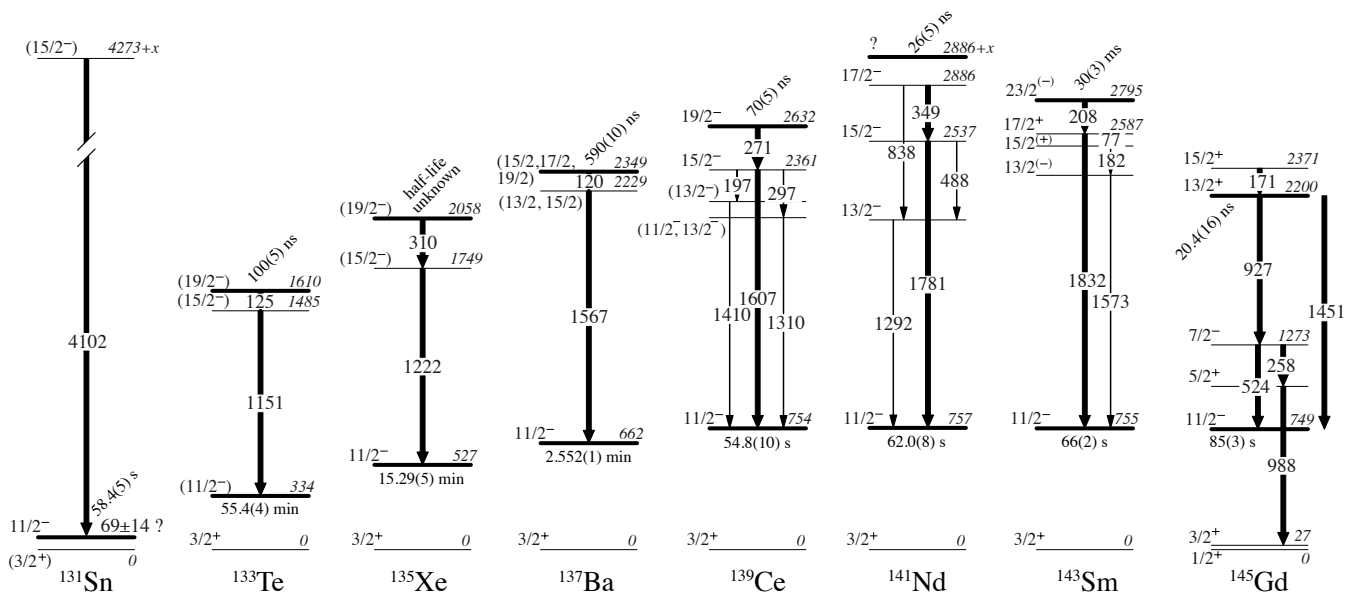 (15/2⁻) 4273+x
4102
58.4(5) s
11/2⁻ 69±14 ?
(3/2⁺) 0
¹³¹Sn
100(5) ns
(19/2⁻) 1610
(15/2⁻) 125 1485
1151
(11/2⁻) 334
55.4(4) min
3/2⁺ 0
¹³³Te
half-life
unknown
(19/2⁻) 2058
310
(15/2⁻) 1749
1222
11/2⁻ 527
15.29(5) min
3/2⁺ 0
¹³⁵Xe
590(10) ns
(15/2,17/2, 2349
19/2) 120 2229
(13/2, 15/2)
1567
11/2⁻ 662
2.552(1) min
3/2⁺ 0
¹³⁷Ba
70(5) ns
19/2⁻ 2632
271
15/2⁻ 2361
197 297
(13/2⁻)
(11/2⁻, 13/2⁻)
1607
1410 1310
11/2⁻ 754
54.8(10) s
3/2⁺ 0
¹³⁹Ce
26(5) ns
? 2886+x
17/2⁻ 2886
349
15/2⁻ 2537
838
488
13/2⁻
1781
1292
11/2⁻ 757
62.0(8) s
3/2⁺ 0
¹⁴¹Nd
30(3) ms
23/2⁽⁻⁾ 2795
208
17/2⁺ 2587
15/2⁽⁺⁾ 77
13/2⁽⁻⁾ 182
1832
1573
11/2⁻ 755
66(2) s
3/2⁺ 0
¹⁴³Sm
15/2⁺ 2371
171
13/2⁺ 2200
20.4(16) ns
927
1451
7/2⁻ 1273
258
5/2⁺
524
11/2⁻ 749
85(3) s
988
3/2⁺ 27
1/2⁺ 0
¹⁴⁵Gd